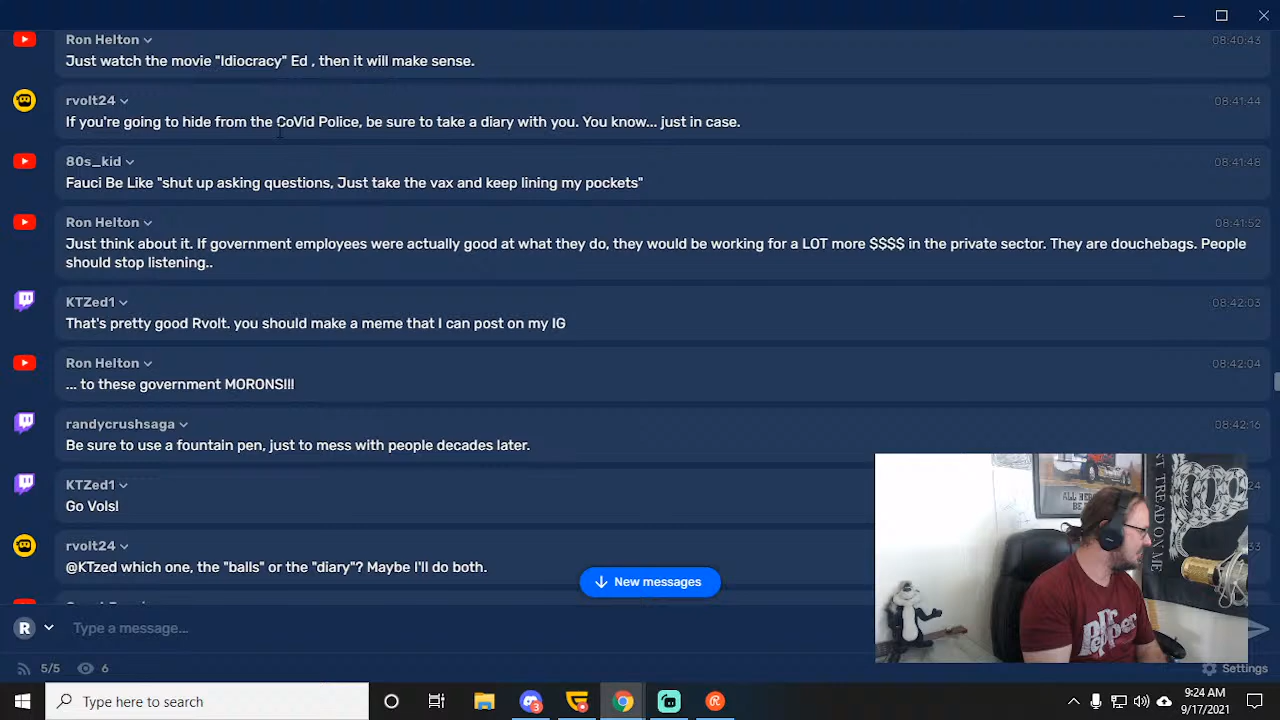 Ron Helton
08:40:43
Just watch the movie "Idiocracy" Ed , then it will make sense.
rvolt24
08:41:44
If you're going to hide from the CoVid Police, be sure to take a diary with you. You know... just in case.
80s_kid
08:41:48
Fauci Be Like "shut up asking questions, Just take the vax and keep lining my pockets"
Ron Helton
08:41:52
Just think about it. If government employees were actually good at what they do, they would be working for a LOT more $$$$ in the private sector. They are douchebags. People
should stop listening..
KTZed1
08:42:03
That's pretty good Rvolt. you should make a meme that I can post on my IG
Ron Helton
08:42:04
... to these government MORONS!!!
randycrushsaga
08:42:16
Be sure to use a fountain pen, just to mess with people decades later.
KTZed1
24
Go Vols!
rvolt24
33
@KTzed which one, the "balls" or the "diary"? Maybe I'll do both.
New messages
R
Type a message...
5/5
6
Settings
ALL
T TREAD
ME
Dr
Pepper
Type here to search
3
9:24 AM
9/17/2021